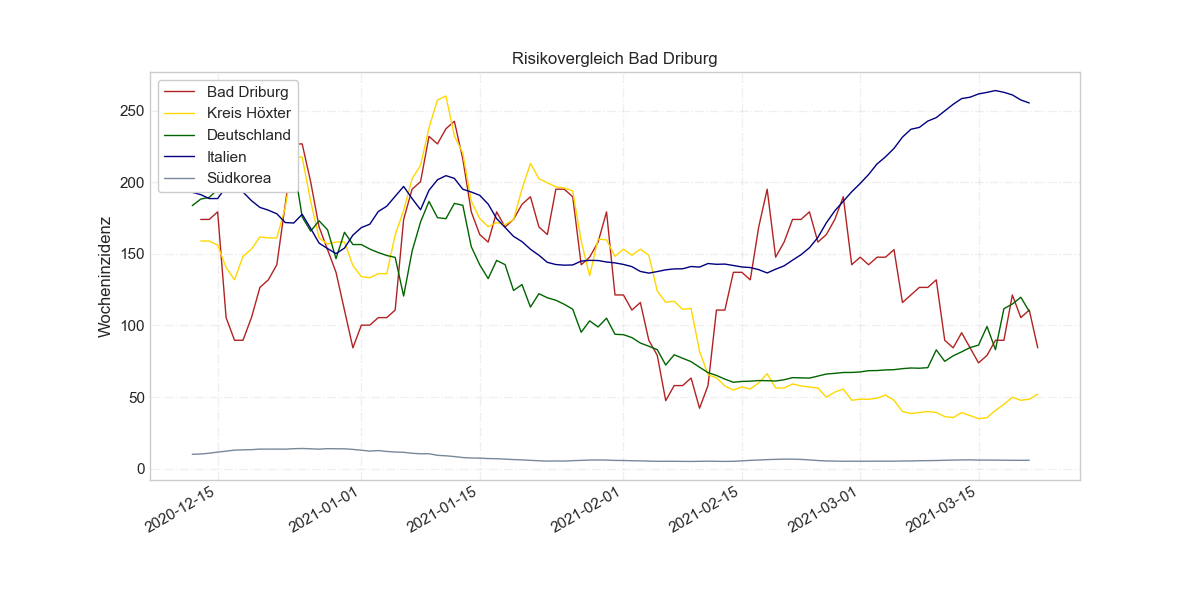 Risikovergleich Bad Driburg
Wocheninzidenz
250
200
150
100
50
0
Bad Driburg
Kreis Höxter
Deutschland
Italien
Südkorea
2020-12-15
2021-01-01
2021-01-15
2021-02-01
2021-02-15
2021-03-01
2021-03-15